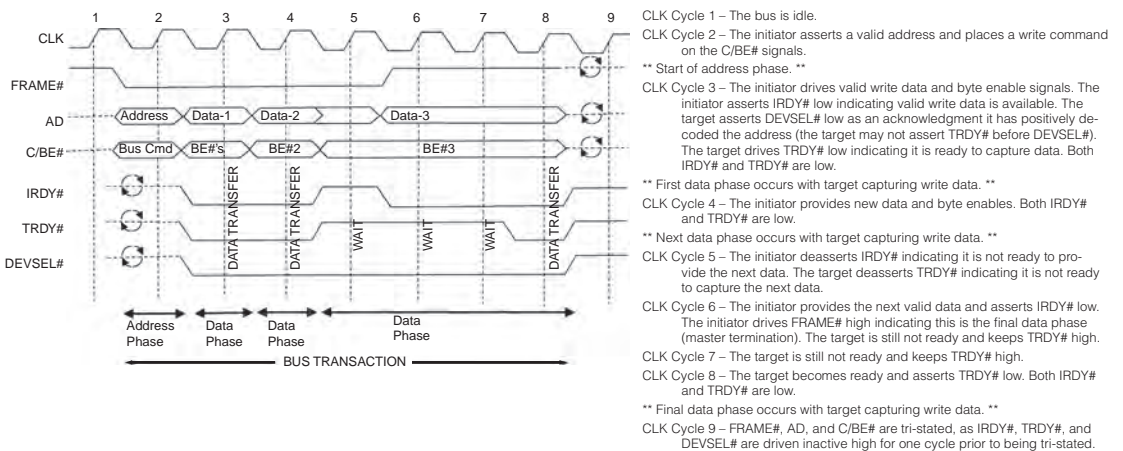 1 2 3 4 5 6 7 8 9
CLK
FRAME#
AD
Address Data-1 Data-2 Data-3
C/BE#
Bus Cmd BE#'s BE#2 BE#3
IRDY#
TRDY#
DEVSEL#
DATA TRANSFER
DATA TRANSFER
WAIT
WAIT
WAIT
DATA TRANSFER
Address
Phase
Data
Phase
Data
Phase
Data
Phase
BUS TRANSACTION
CLK Cycle 1 – The bus is idle.
CLK Cycle 2 – The initiator asserts a valid address and places a write command
on the C/BE# signals.
** Start of address phase. **
CLK Cycle 3 – The initiator drives valid write data and byte enable signals. The
initiator asserts IRDY# low indicating valid write data is available. The
target asserts DEVSEL# low as an acknowledgment it has positively de-
coded the address (the target may not assert TRDY# before DEVSEL#).
The target drives TRDY# low indicating it is ready to capture data. Both
IRDY# and TRDY# are low.
** First data phase occurs with target capturing write data. **
CLK Cycle 4 – The initiator provides new data and byte enables. Both IRDY#
and TRDY# are low.
** Next data phase occurs with target capturing write data. **
CLK Cycle 5 – The initiator deasserts IRDY# indicating it is not ready to pro-
vide the next data. The target deasserts TRDY# indicating it is not ready
to capture the next data.
CLK Cycle 6 – The initiator provides the next valid data and asserts IRDY# low.
The initiator drives FRAME# high indicating this is the final data phase
(master termination). The target is still not ready and keeps TRDY# high.
CLK Cycle 7 – The target is still not ready and keeps TRDY# high.
CLK Cycle 8 – The target becomes ready and asserts TRDY# low. Both IRDY#
and TRDY# are low.
** Final data phase occurs with target capturing write data. **
CLK Cycle 9 – FRAME#, AD, and C/BE# are tri-stated, as IRDY#, TRDY#, and
DEVSEL# are driven inactive high for one cycle prior to being tri-stated.